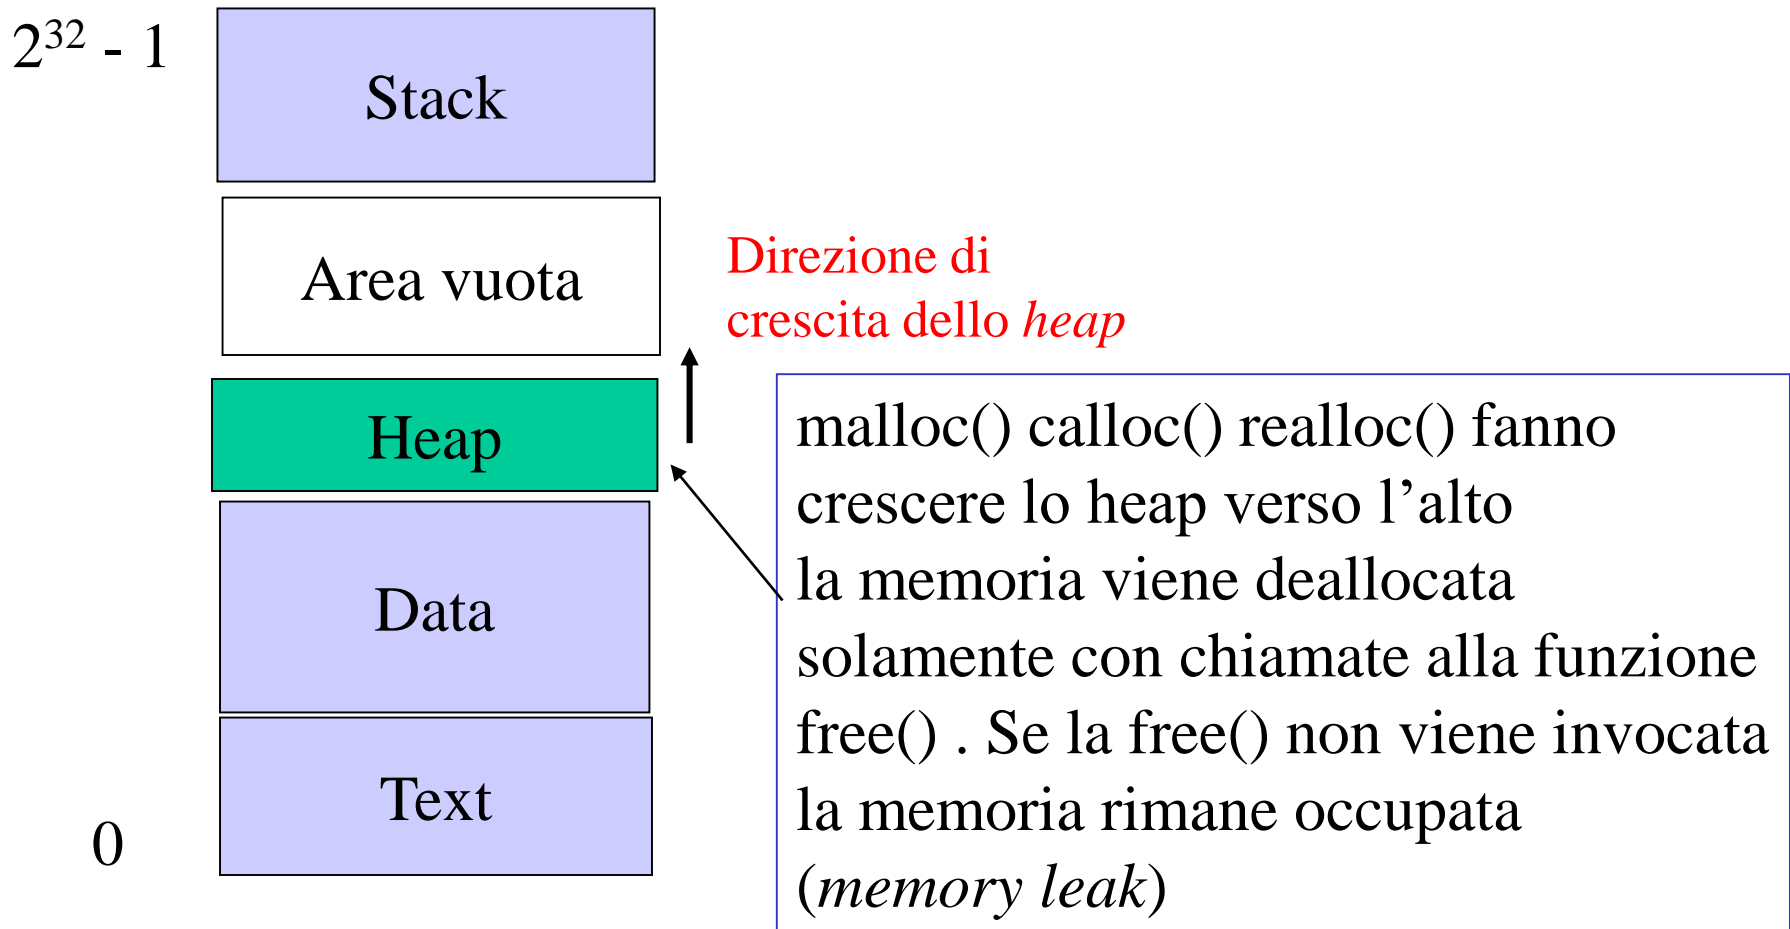 2³² - 1
Stack
Area vuota
Direzione di
crescita dello heap
Heap
malloc() calloc() realloc() fanno
crescere lo heap verso l’alto
la memoria viene deallocata
solamente con chiamate alla funzione
free() . Se la free() non viene invocata
la memoria rimane occupata
(memory leak)
Data
Text
0